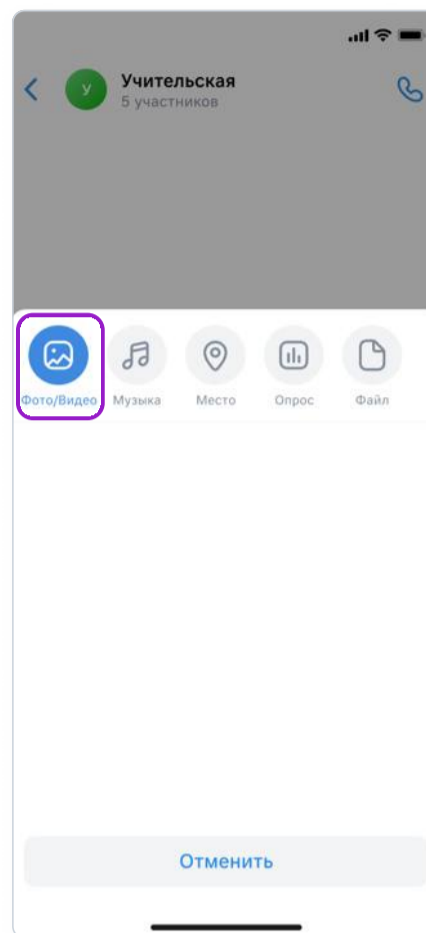 Учительская
У
5 участников
Фото/Видео Музыка Место Опрос Файл
Отменить